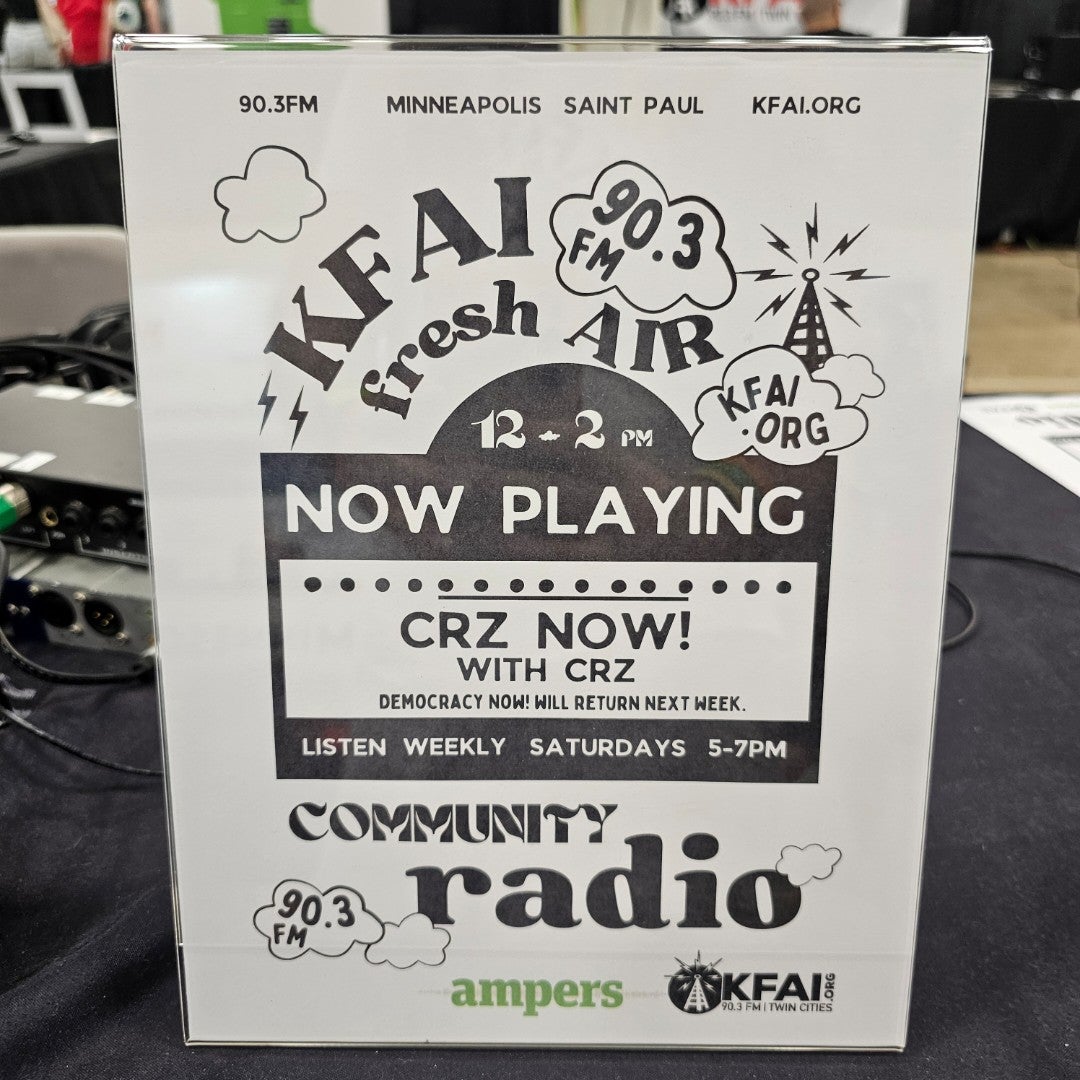 90.3FM MINNEAPOLIS SAINT PAUL KFAI.ORG
KFAI
90.3
FM
fresh AIR
KFAI
.ORG
12 - 2 PM
NOW PLAYING
CRZ NOW!
WITH CRZ
DEMOCRACY NOW! WILL RETURN NEXT WEEK.
LISTEN WEEKLY SATURDAYS 5-7PM
COMMUNITY
radio
90.3
FM
ampers
KFAI.ORG
90.3 FM | TWIN CITIES